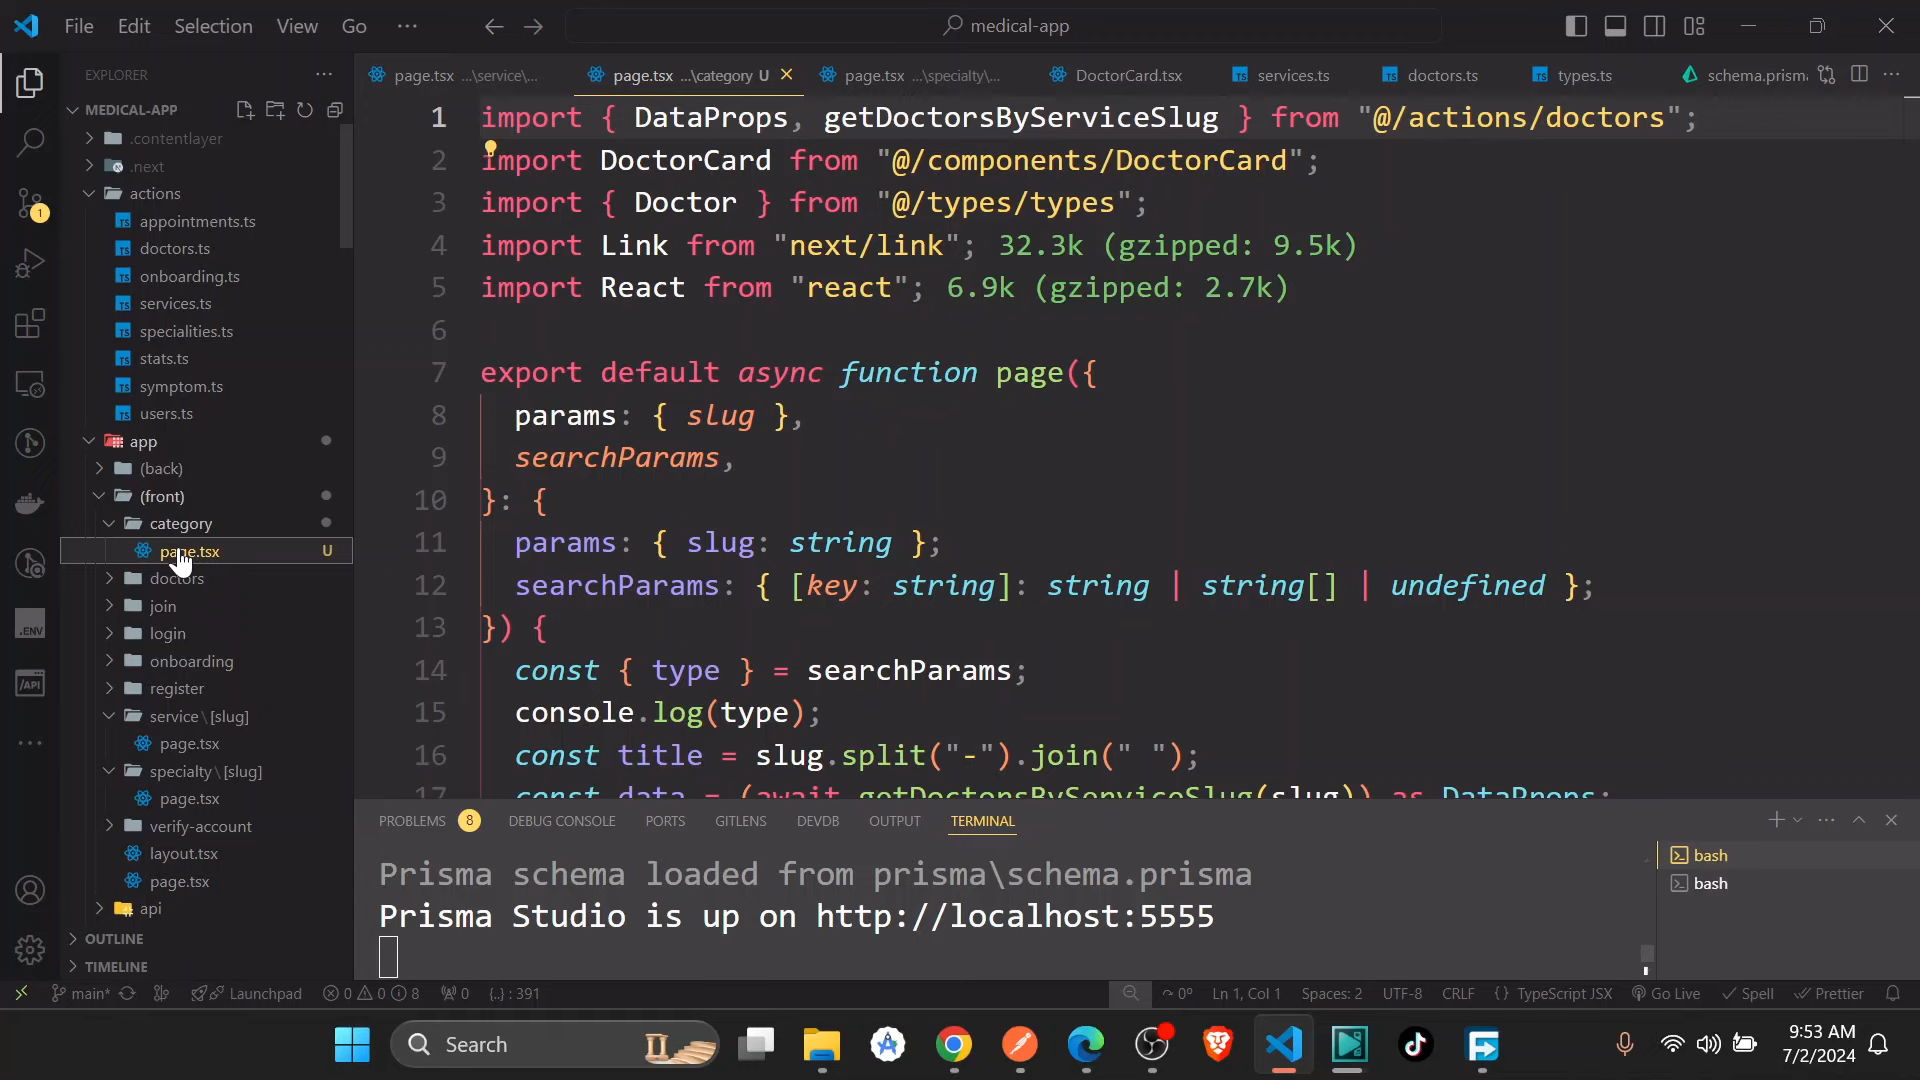 File Edit Selection View Go ···
medical-app
EXPLORER ···
MEDICAL-APP
.contentlayer
.next
actions
appointments.ts
doctors.ts
onboarding.ts
services.ts
specialities.ts
stats.ts
symptom.ts
users.ts
app
(back)
(front)
category
page.tsx U
doctors
join
login
onboarding
register
service\[slug]
page.tsx
specialty\[slug]
page.tsx
verify-account
layout.tsx
page.tsx
api
OUTLINE
TIMELINE
page.tsx ...\service\...
page.tsx ...\category U
page.tsx ...\specialty\...
DoctorCard.tsx
services.ts
doctors.ts
types.ts
schema.prism
1 import { DataProps, getDoctorsByServiceSlug } from "@/actions/doctors";
2 import DoctorCard from "@/components/DoctorCard";
3 import { Doctor } from "@/types/types";
4 import Link from "next/link"; 32.3k (gzipped: 9.5k)
5 import React from "react"; 6.9k (gzipped: 2.7k)
6
7 export default async function page({
8 params: { slug },
9 searchParams,
10 }: {
11 params: { slug: string };
12 searchParams: { [key: string]: string | string[] | undefined };
13 }) {
14 const { type } = searchParams;
15 console.log(type);
16 const title = slug.split("-").join(" ");
17 const data = (await getDoctorsByServiceSlug(slug)) as DataProps;
PROBLEMS 8 DEBUG CONSOLE PORTS GITLENS DEVDB OUTPUT TERMINAL
Prisma schema loaded from prisma\schema.prisma
Prisma Studio is up on http://localhost:5555
bash
bash
1
.ENV
/API
main* Launchpad 0 0 8 0 {..} : 391 0° Ln 1, Col 1 Spaces: 2 UTF-8 CRLF {} TypeScript JSX Go Live Spell Prettier
Search
9:53 AM
7/2/2024